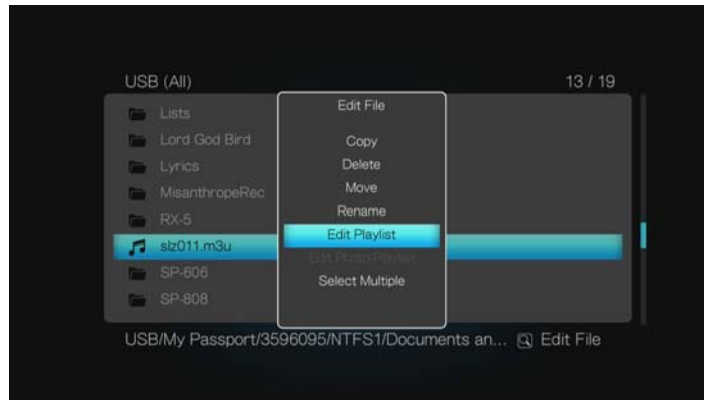 USB (All) 13 / 19
Lists
Lord God Bird
Lyrics
MisanthropeRec
RX-5
slz011.m3u
SP-606
SP-808
Edit File
Copy
Delete
Move
Rename
Edit Playlist
Edit Photo Playlist
Select Multiple
USB/My Passport/3596095/NTFS1/Documents an... Edit File